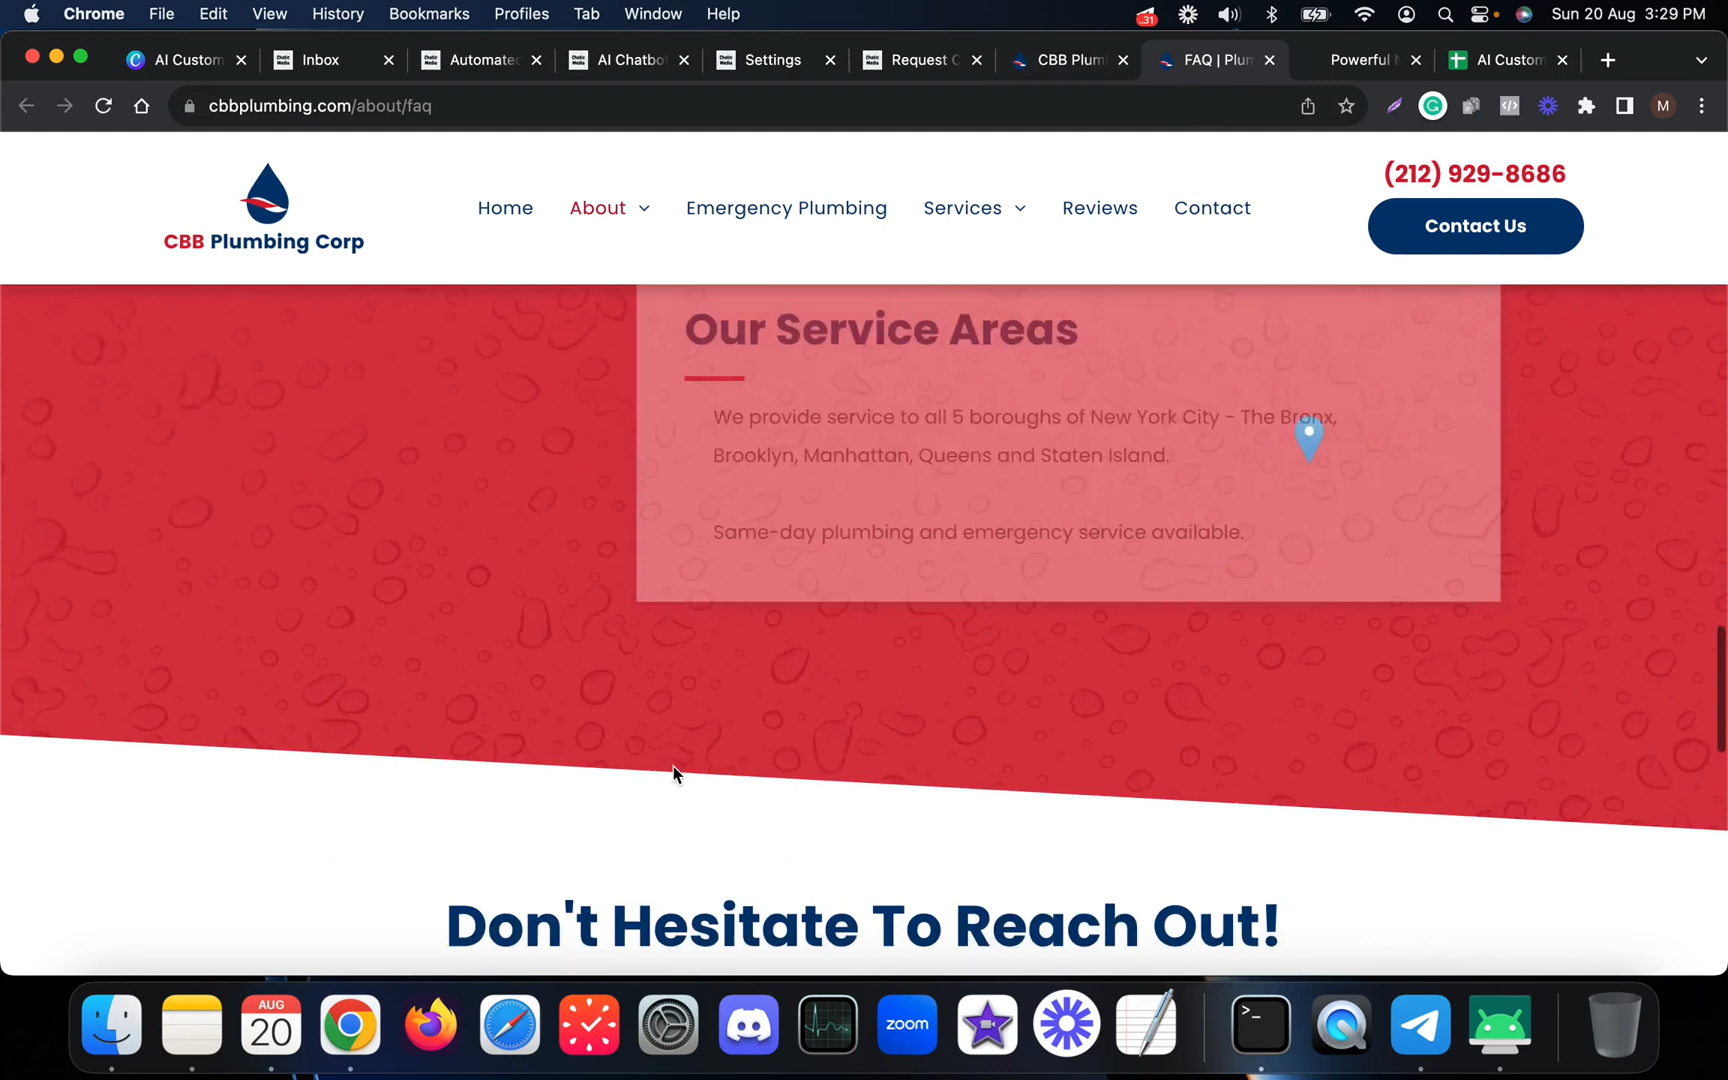 Chrome File Edit View History Bookmarks Profiles Tab Window Help Sun 20 Aug 3:29 PM
31
AI Custom Inbox Automated AI Chatbot Settings Request C CBB Plum FAQ | Plum Powerful AI Custom
cbbplumbing.com/about/faq
M
CBB Plumbing Corp
Home About Emergency Plumbing Services Reviews Contact
(212) 929-8686
Contact Us
Our Service Areas
We provide service to all 5 boroughs of New York City - The Bronx,
Brooklyn, Manhattan, Queens and Staten Island.
Same-day plumbing and emergency service available.
Don't Hesitate To Reach Out!
AUG
20
zoom